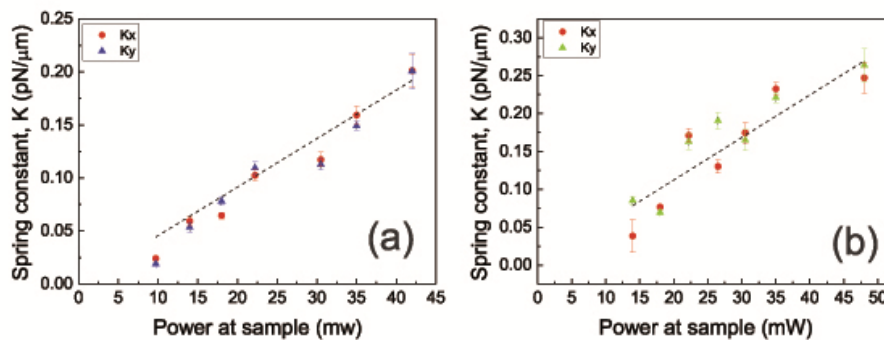 0.25
0.20
0.15
0.10
0.05
0.00
Spring constant, K (pN/μm)
Kx
Ky
(a)
0 5 10 15 20 25 30 35 40 45
Power at sample (mw)
0.30
0.25
0.20
0.15
0.10
0.05
0.00
Spring constant, K (pN/μm)
Kx
Ky
(b)
0 5 10 15 20 25 30 35 40 45 50
Power at sample (mW)